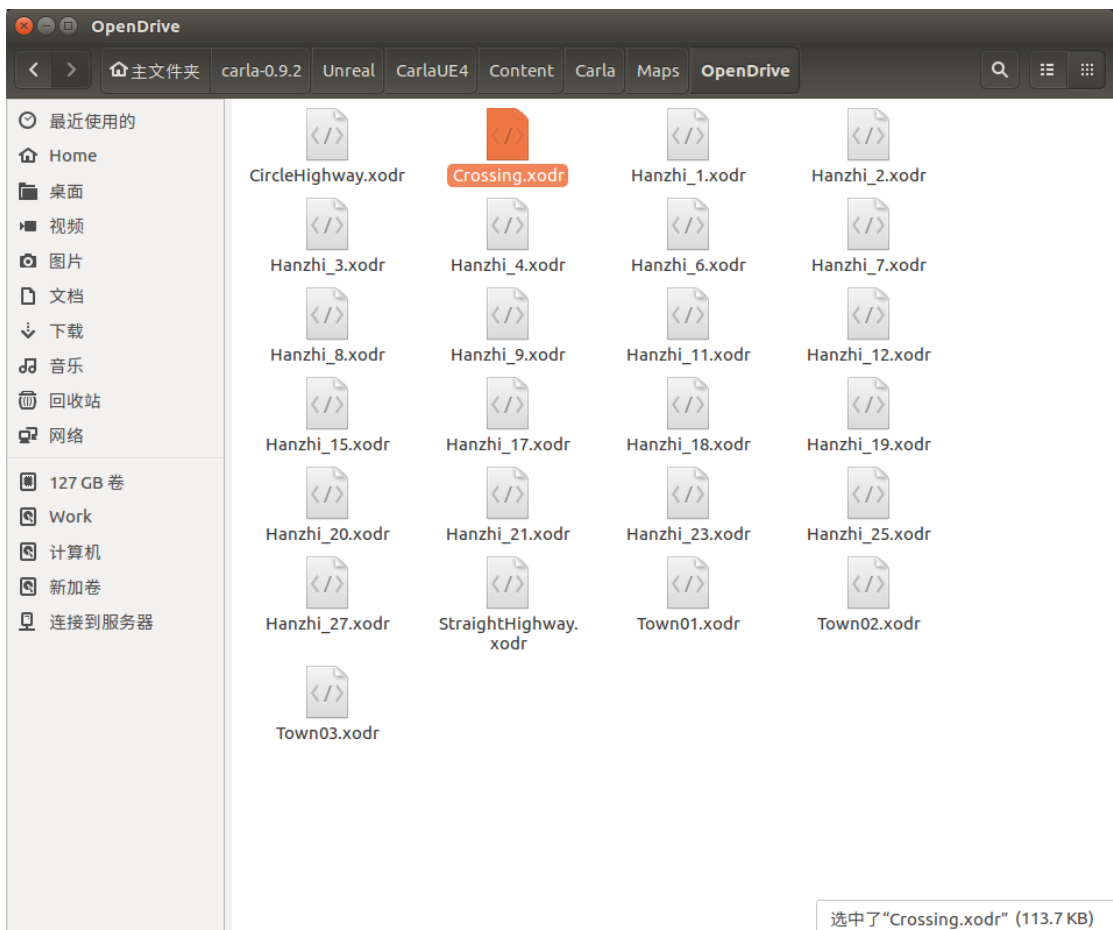 OpenDrive
主文件夹 carla-0.9.2 Unreal CarlaUE4 Content Carla Maps OpenDrive
最近使用的
Home
桌面
视频
图片
文档
下载
音乐
回收站
网络
127 GB 卷
Work
计算机
新加卷
连接到服务器
CircleHighway.xodr Crossing.xodr Hanzhi_1.xodr Hanzhi_2.xodr
Hanzhi_3.xodr Hanzhi_4.xodr Hanzhi_6.xodr Hanzhi_7.xodr
Hanzhi_8.xodr Hanzhi_9.xodr Hanzhi_11.xodr Hanzhi_12.xodr
Hanzhi_15.xodr Hanzhi_17.xodr Hanzhi_18.xodr Hanzhi_19.xodr
Hanzhi_20.xodr Hanzhi_21.xodr Hanzhi_23.xodr Hanzhi_25.xodr
Hanzhi_27.xodr StraightHighway. Town01.xodr Town02.xodr
xodr
Town03.xodr
选中了“Crossing.xodr” (113.7 KB)